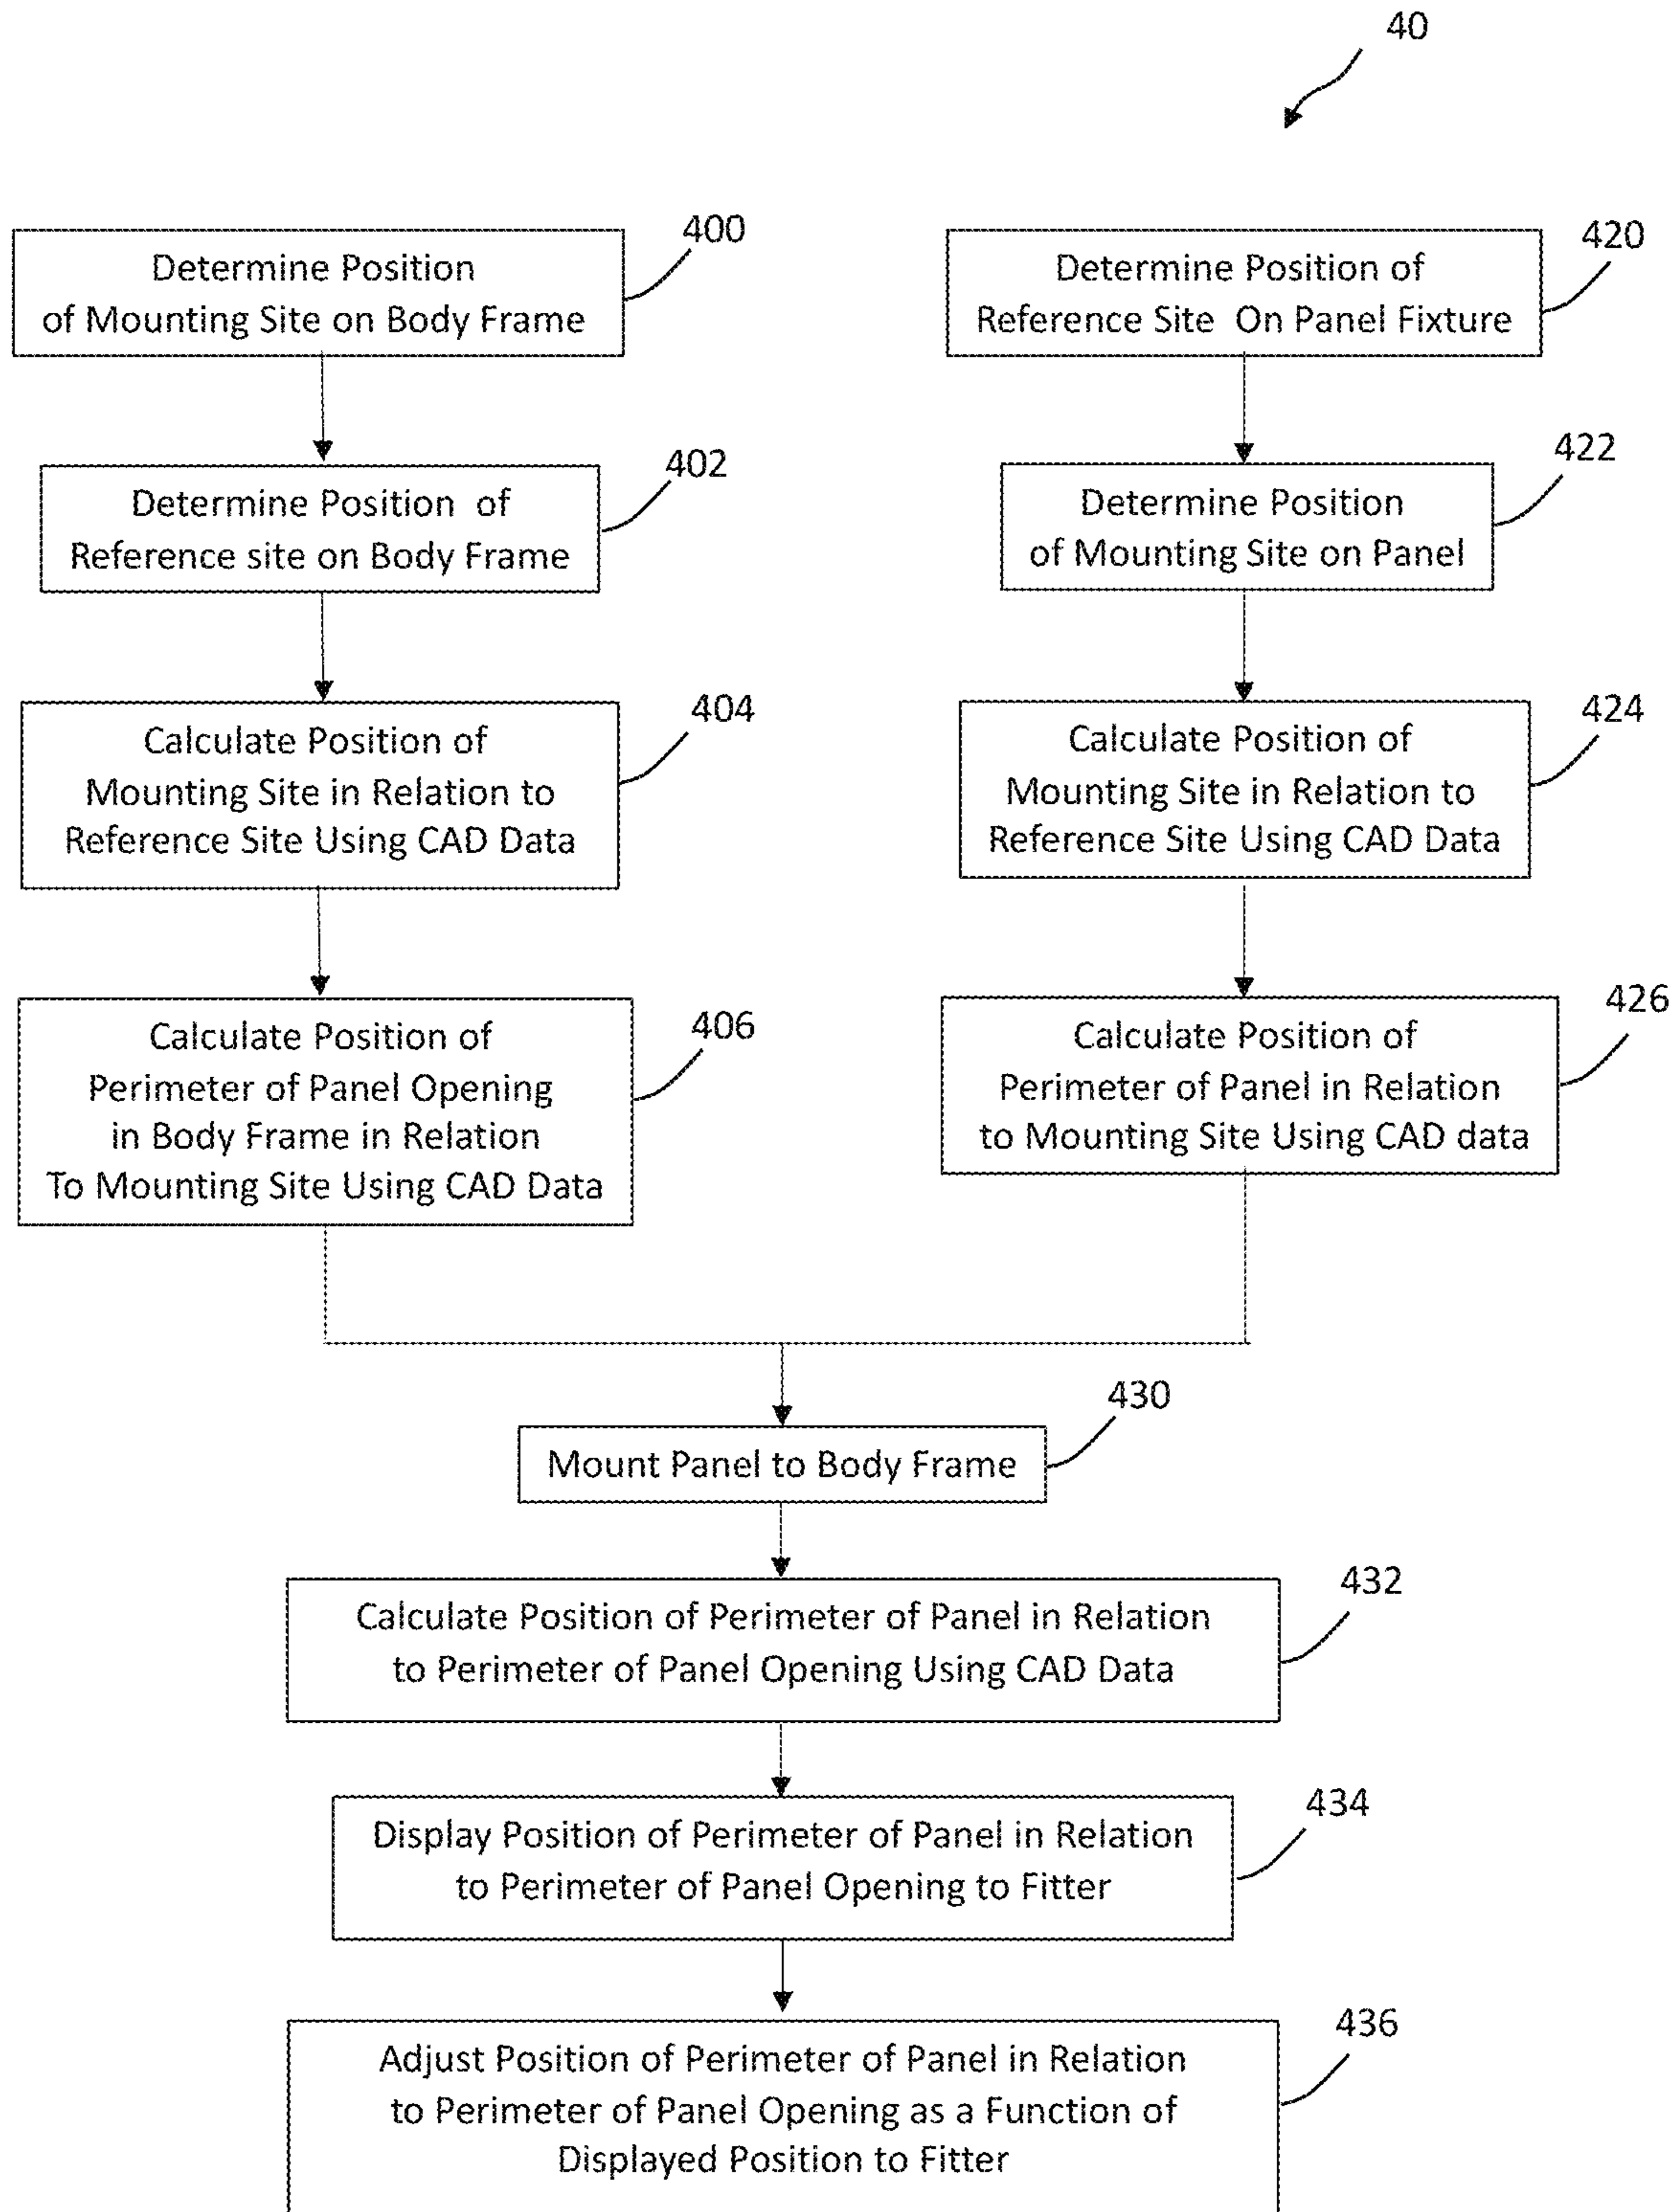 40
400
Determine Position
of Mounting Site on Body Frame
402
Determine Position of
Reference site on Body Frame
404
Calculate Position of
Mounting Site in Relation to
Reference Site Using CAD Data
406
Calculate Position of
Perimeter of Panel Opening
in Body Frame in Relation
To Mounting Site Using CAD Data
420
Determine Position of
Reference Site On Panel Fixture
422
Determine Position
of Mounting Site on Panel
424
Calculate Position of
Mounting Site in Relation to
Reference Site Using CAD Data
426
Calculate Position of
Perimeter of Panel in Relation
to Mounting Site Using CAD data
430
Mount Panel to Body Frame
432
Calculate Position of Perimeter of Panel in Relation
to Perimeter of Panel Opening Using CAD Data
434
Display Position of Perimeter of Panel in Relation
to Perimeter of Panel Opening to Fitter
436
Adjust Position of Perimeter of Panel in Relation
to Perimeter of Panel Opening as a Function of
Displayed Position to Fitter